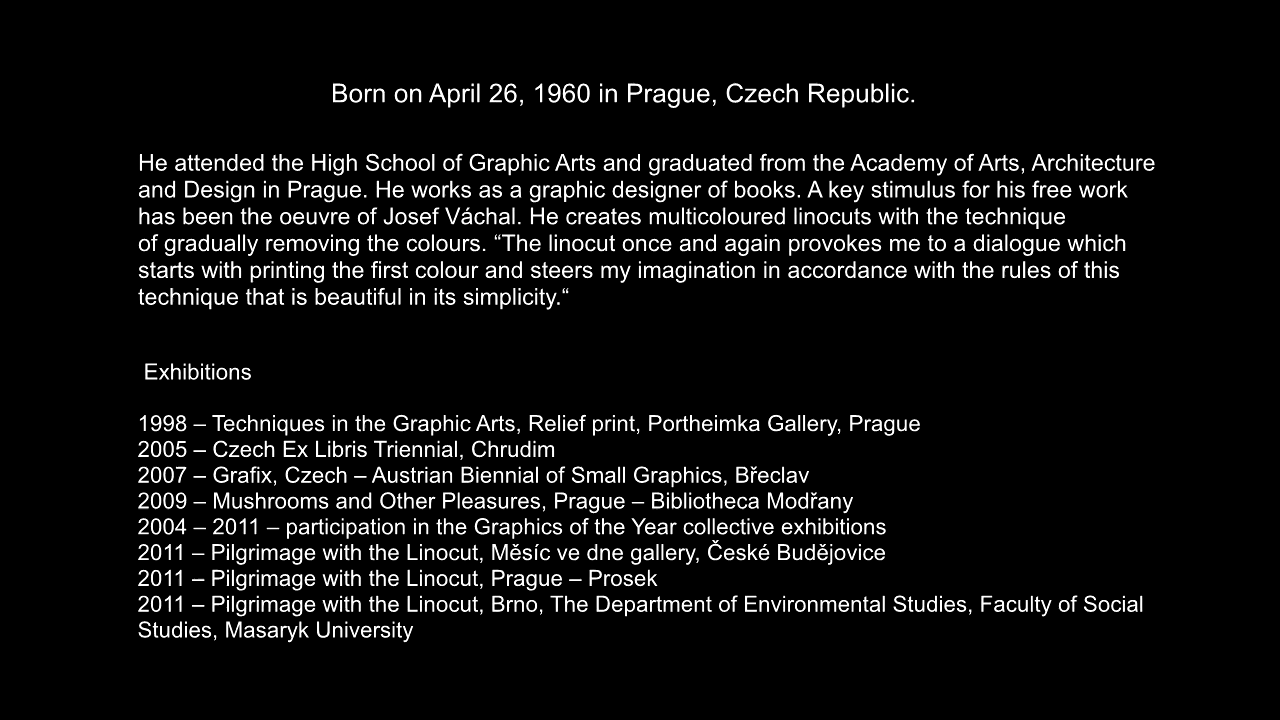 Born on April 26, 1960 in Prague, Czech Republic.
He attended the High School of Graphic Arts and graduated from the Academy of Arts, Architecture
and Design in Prague. He works as a graphic designer of books. A key stimulus for his free work
has been the oeuvre of Josef Váchal. He creates multicoloured linocuts with the technique
of gradually removing the colours. “The linocut once and again provokes me to a dialogue which
starts with printing the first colour and steers my imagination in accordance with the rules of this
technique that is beautiful in its simplicity.“
Exhibitions
1998 – Techniques in the Graphic Arts, Relief print, Portheimka Gallery, Prague
2005 – Czech Ex Libris Triennial, Chrudim
2007 – Grafix, Czech – Austrian Biennial of Small Graphics, Břeclav
2009 – Mushrooms and Other Pleasures, Prague – Bibliotheca Modřany
2004 – 2011 – participation in the Graphics of the Year collective exhibitions
2011 – Pilgrimage with the Linocut, Měsíc ve dne gallery, České Budějovice
2011 – Pilgrimage with the Linocut, Prague – Prosek
2011 – Pilgrimage with the Linocut, Brno, The Department of Environmental Studies, Faculty of Social
Studies, Masaryk University